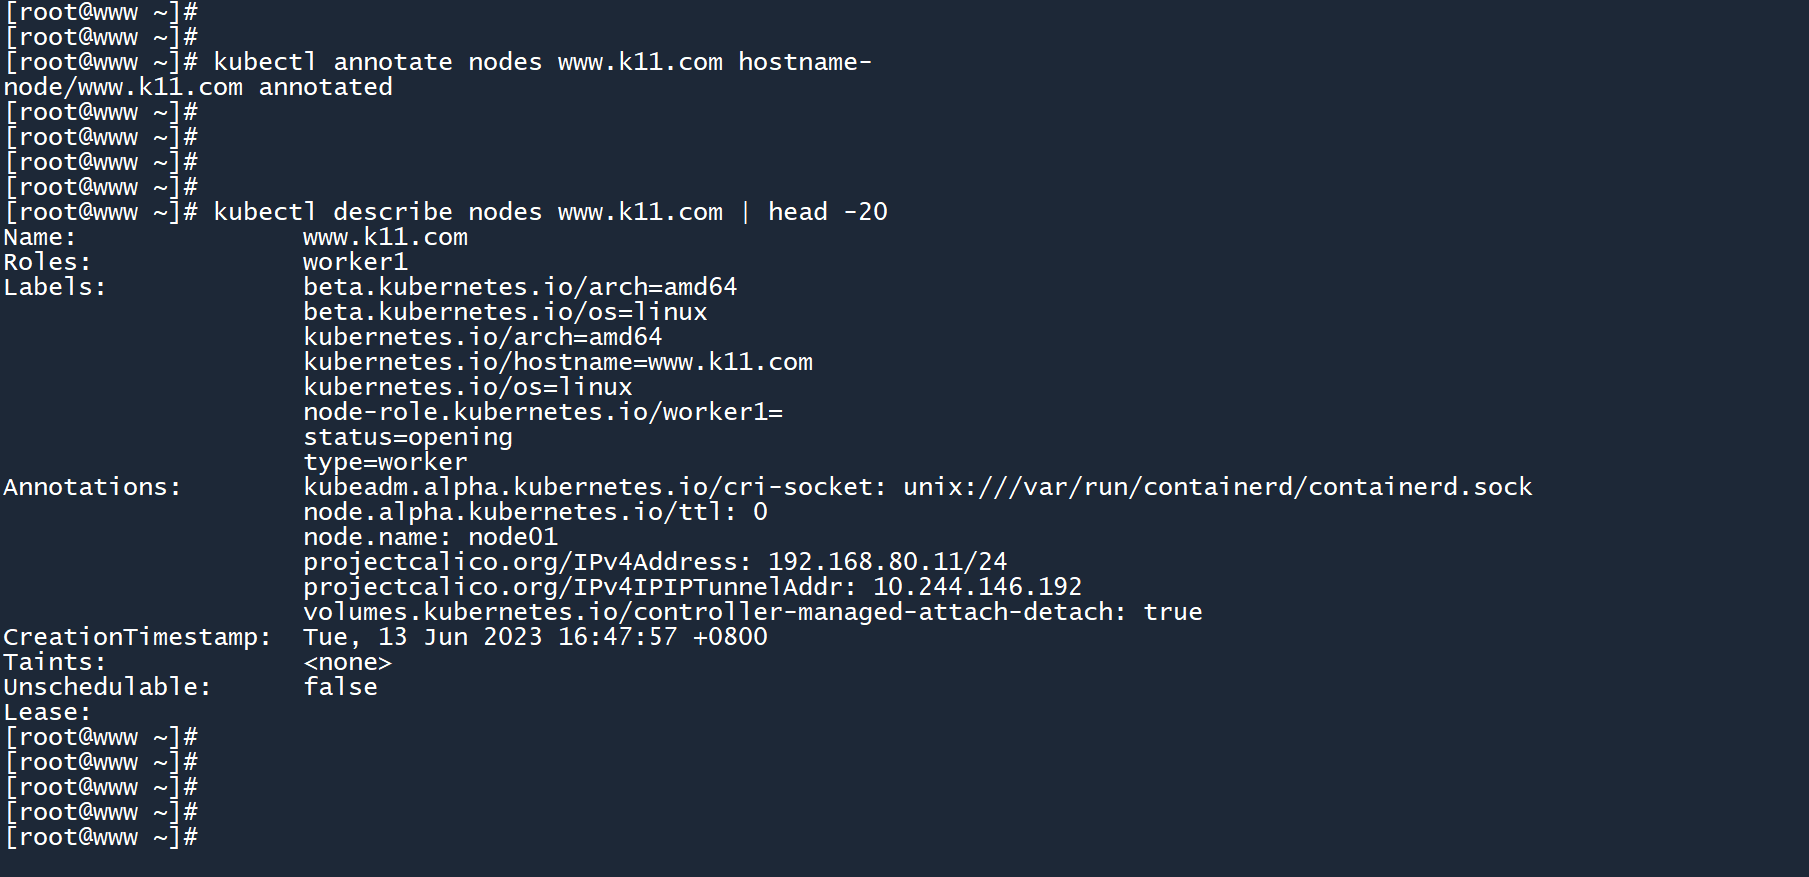 [root@www ~]#
[root@www ~]#
[root@www ~]# kubectl annotate nodes www.k11.com hostname-
node/www.k11.com annotated
[root@www ~]#
[root@www ~]#
[root@www ~]#
[root@www ~]#
[root@www ~]# kubectl describe nodes www.k11.com | head -20
Name:               www.k11.com
Roles:              worker1
Labels:             beta.kubernetes.io/arch=amd64
                    beta.kubernetes.io/os=linux
                    kubernetes.io/arch=amd64
                    kubernetes.io/hostname=www.k11.com
                    kubernetes.io/os=linux
                    node-role.kubernetes.io/worker1=
                    status=opening
                    type=worker
Annotations:        kubeadm.alpha.kubernetes.io/cri-socket: unix:///var/run/containerd/containerd.sock
                    node.alpha.kubernetes.io/ttl: 0
                    node.name: node01
                    projectcalico.org/IPv4Address: 192.168.80.11/24
                    projectcalico.org/IPv4IPIPTunnelAddr: 10.244.146.192
                    volumes.kubernetes.io/controller-managed-attach-detach: true
CreationTimestamp:  Tue, 13 Jun 2023 16:47:57 +0800
Taints:             <none>
Unschedulable:      false
Lease:
[root@www ~]#
[root@www ~]#
[root@www ~]#
[root@www ~]#
[root@www ~]#